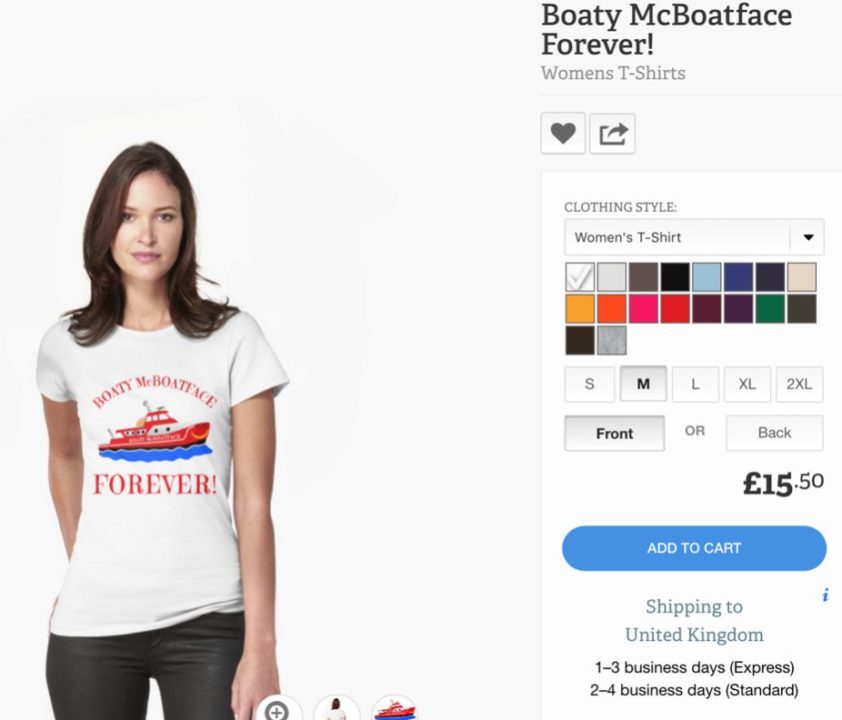 Boaty McBoatface
Forever!
Womens T-Shirts
CLOTHING STYLE:
Women's T-Shirt
S
M
L
XL
2XL
Front
OR
Back
£15.50
ADD TO CART
i
Shipping to
United Kingdom
1–3 business days (Express)
2–4 business days (Standard)
BOATY McBOATFACE
BOATY McBOATFACE
FOREVER!